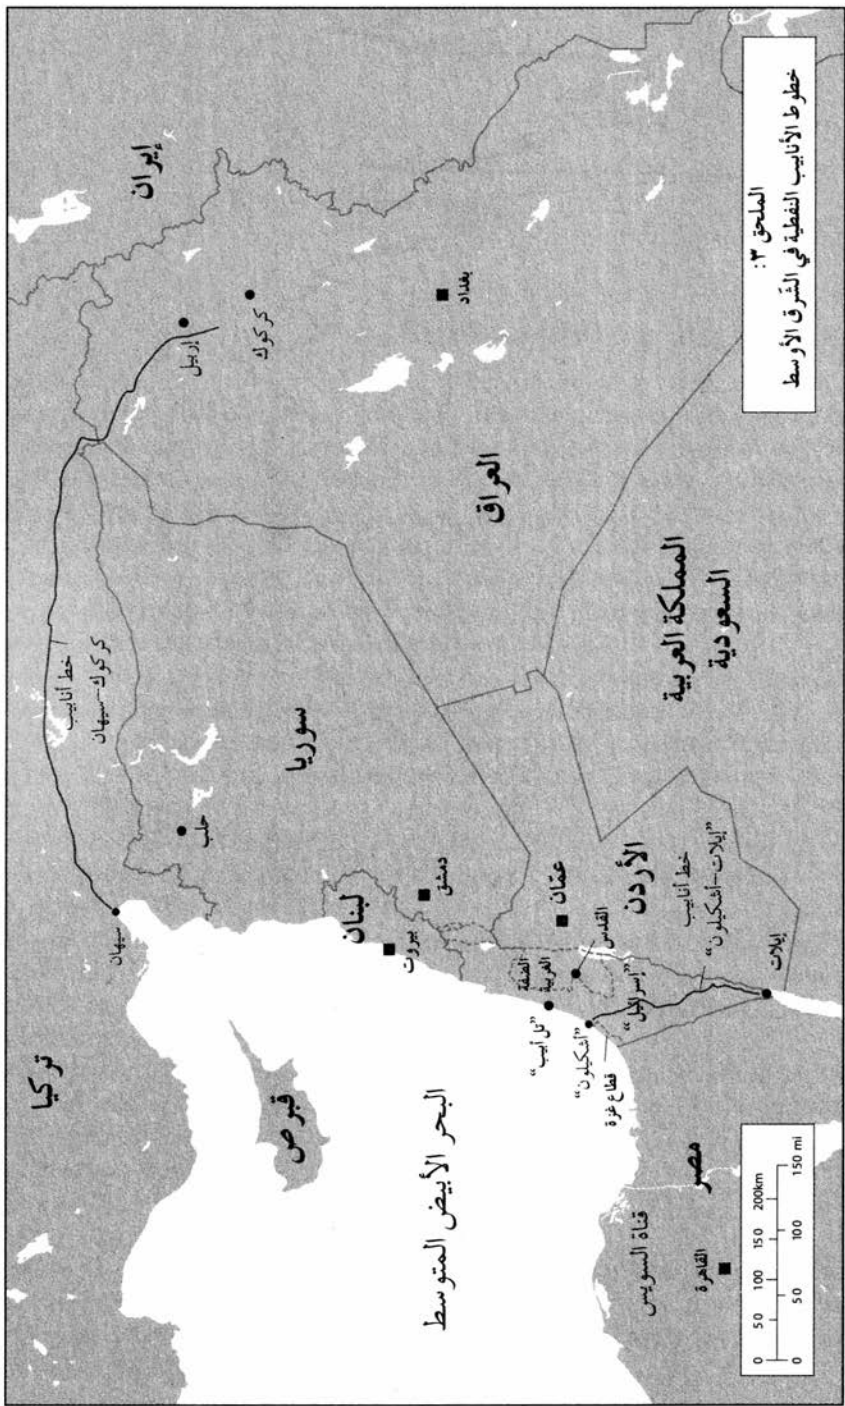 الملحق ٣:
خطوط الأنابيب النفطية في الشَرق الأوسط
إيران
تركيا
إربيل
كركوك
بغداد
العراق
خط أنابيب
كركوك–سيهان
سيهان
حلب
سوريا
قبرص
لبنان
بيروت
دمشق
البحر الأبيض المتوسط
المملكة العربية
السعودية
الضفة
الغربية
عمّان
القدس
الأردن
"تل أبيب"
"أشكيلون"
"إسرائيل"
قطاع غزة
خط أنابيب
"إيلات–أشكيلون"
إيلات
مصر
قناة السويس
القاهرة
0 50 100 150 200km
0 50 100 150 mi